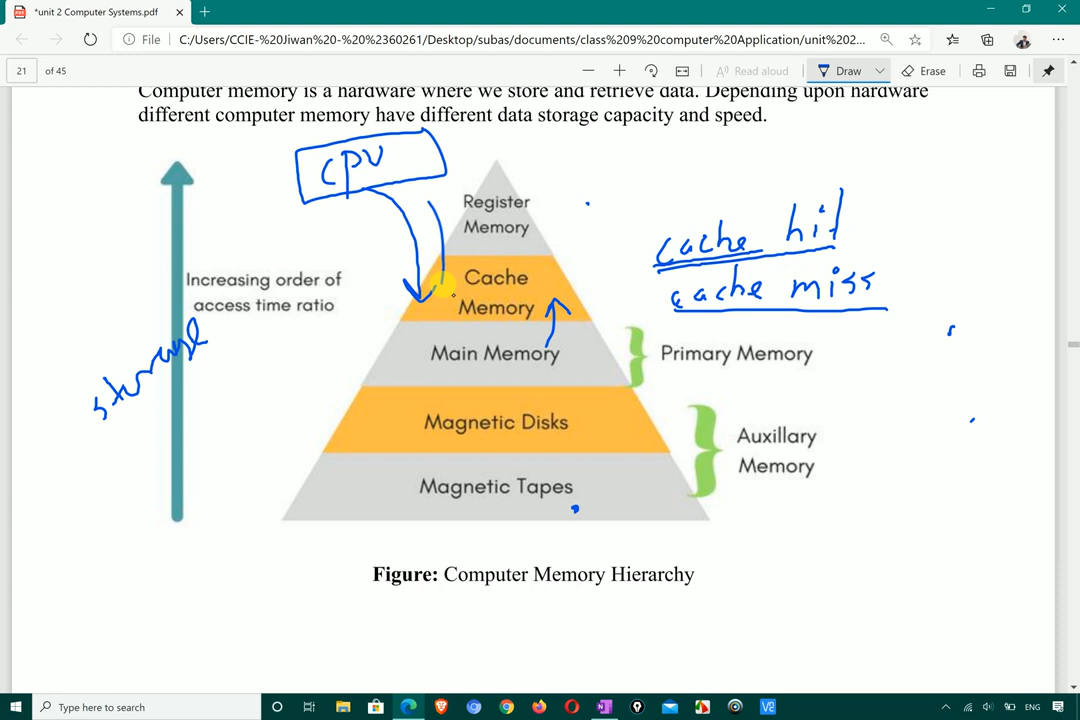 *unit 2 Computer Systems.pdf
File
C:/Users/CCIE-%20Jiwan%20-%20%2360261/Desktop/subas/documents/class%209%20computer%20Application/unit%202...
21 of 45
Read aloud
Draw
Erase
Computer memory is a hardware where we store and retrieve data. Depending upon hardware
different computer memory have different data storage capacity and speed.
CPU
Register
Memory
cache hit
cache miss
Increasing order of
access time ratio
Cache
Memory
storage
Main Memory
Primary Memory
Magnetic Disks
Auxillary
Memory
Magnetic Tapes
Figure: Computer Memory Hierarchy
Type here to search
ENG